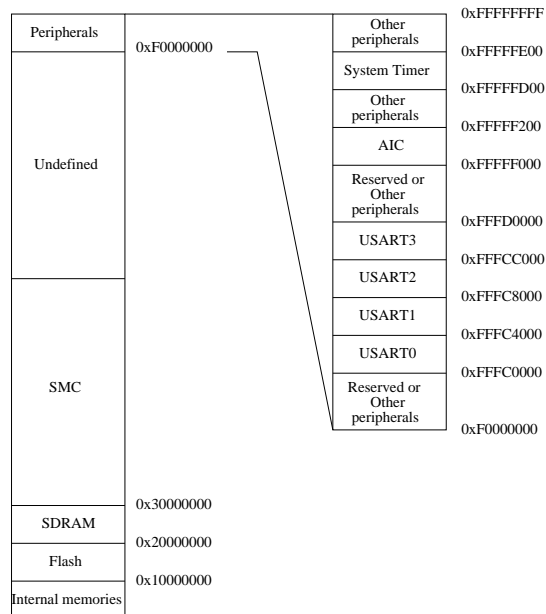 Peripherals
0xF0000000
Undefined
SMC
0x30000000
SDRAM
0x20000000
Flash
0x10000000
Internal memories
0xFFFFFFFF
Other
peripherals
0xFFFFFE00
System Timer
0xFFFFFD00
Other
peripherals
0xFFFFF200
AIC
0xFFFFF000
Reserved or
Other
peripherals
0xFFFD0000
USART3
0xFFFCC000
USART2
0xFFFC8000
USART1
0xFFFC4000
USART0
0xFFFC0000
Reserved or
Other
peripherals
0xF0000000